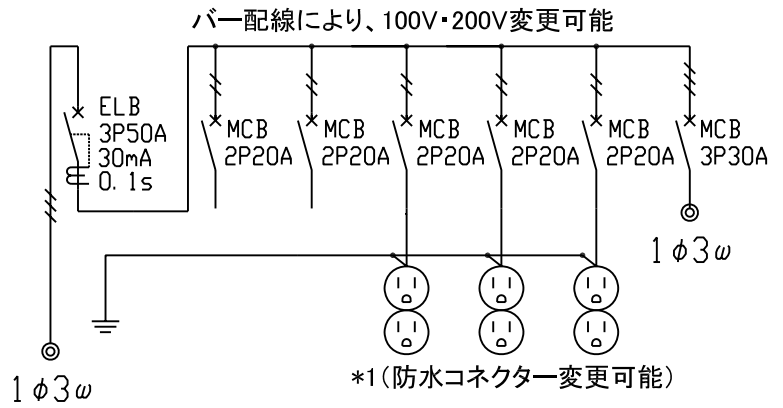 バー配線により、100V・200V変更可能
ELB
3P50A
30mA
0.1s
MCB
2P20A
MCB
2P20A
MCB
2P20A
MCB
2P20A
MCB
2P20A
MCB
3P30A
1φ3ω
1φ3ω
*1(防水コネクター変更可能)